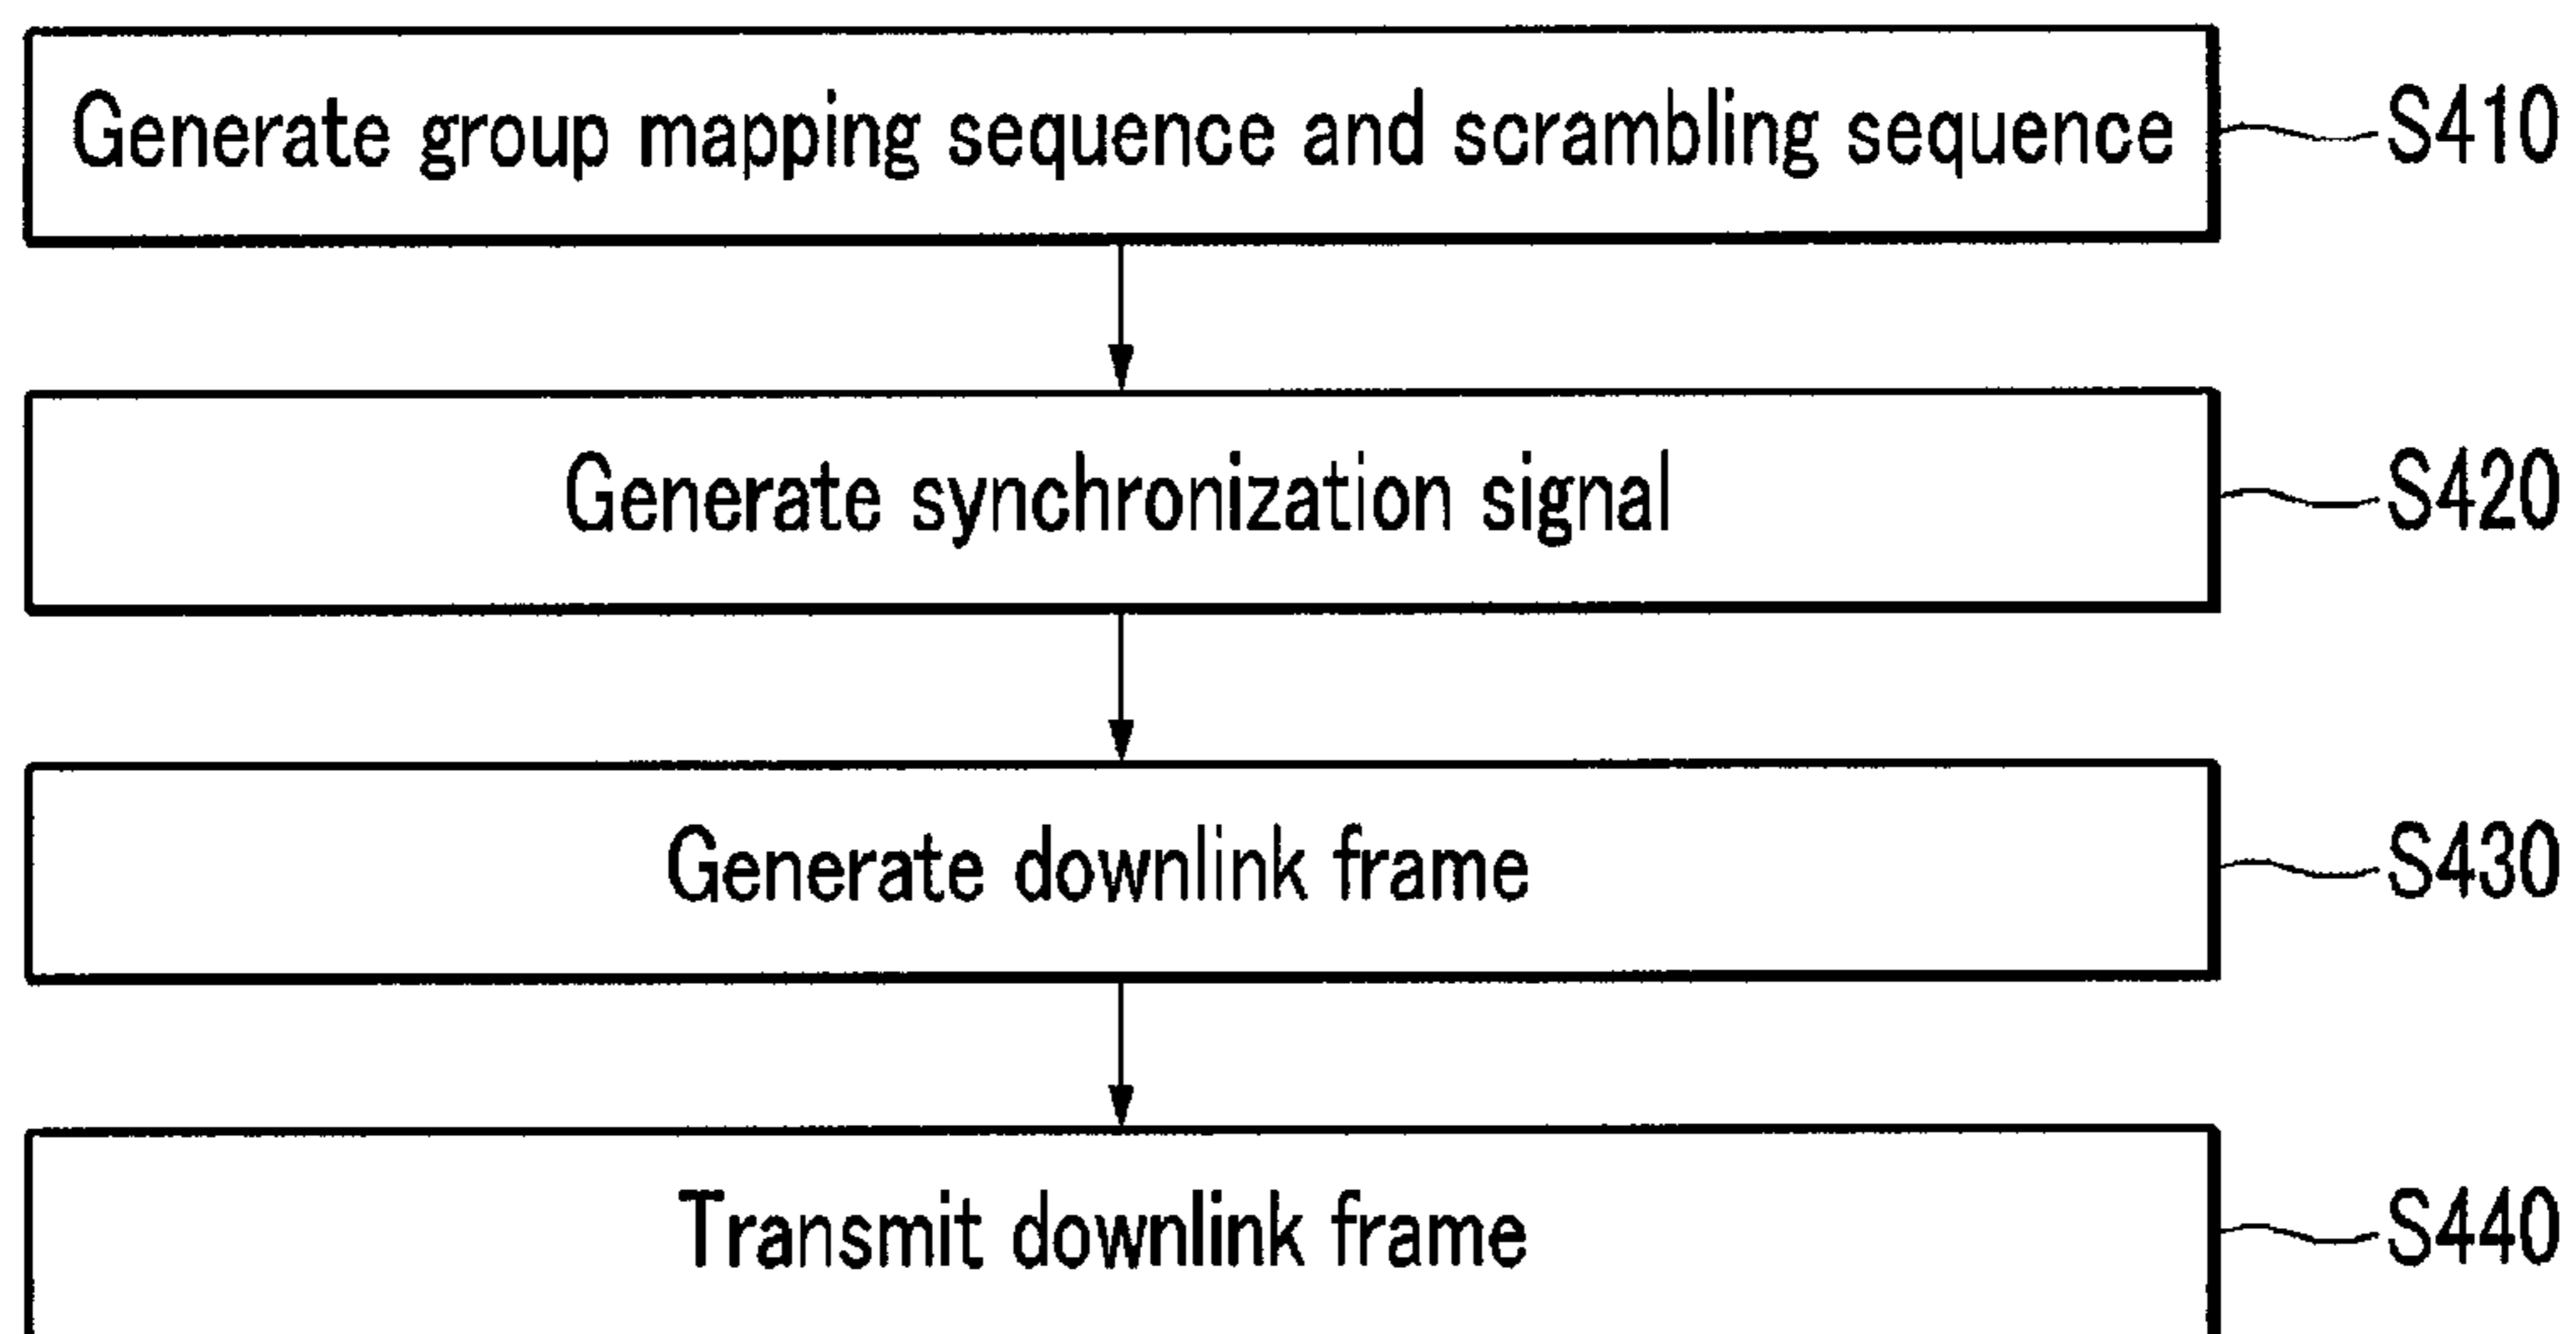 Generate group mapping sequence and scrambling sequence S410
Generate synchronization signal S420
Generate downlink frame S430
Transmit downlink frame S440